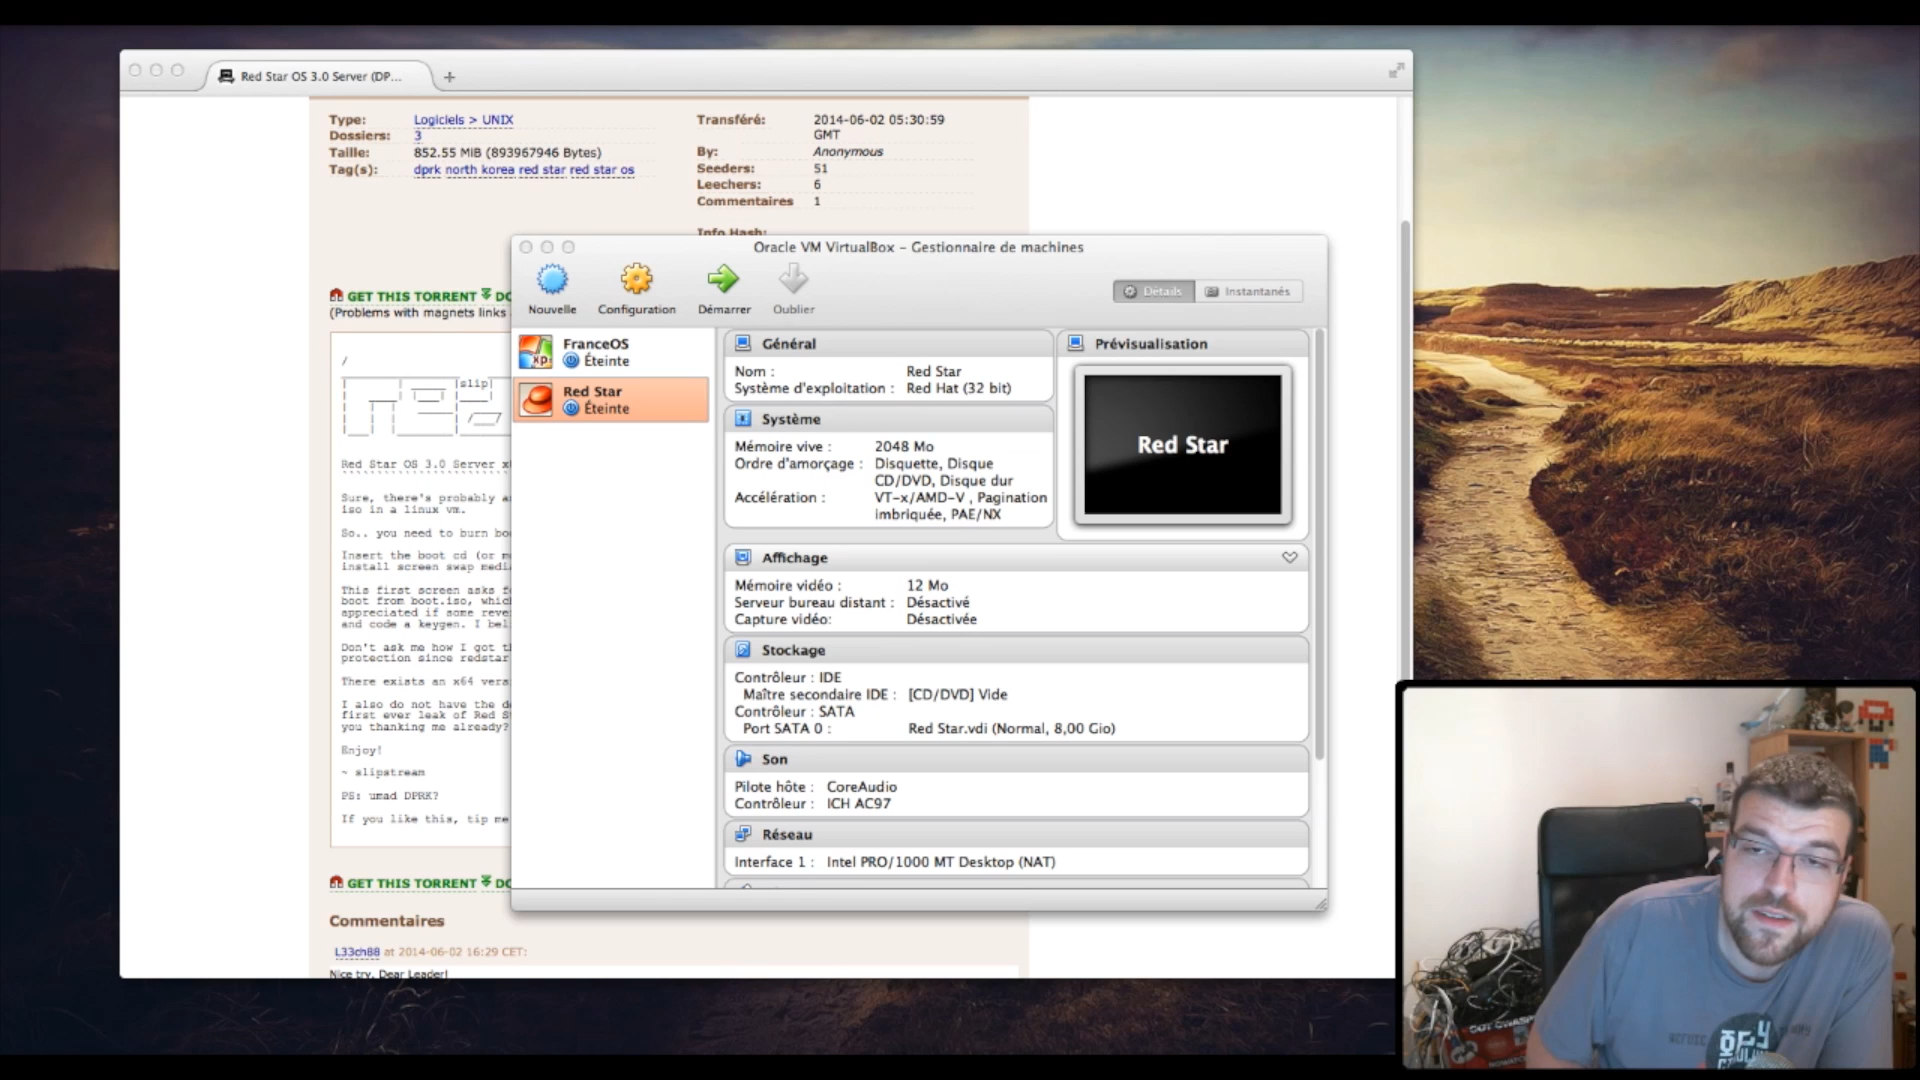 Red Star OS 3.0 Server (DP...
Type: Logiciels > UNIX
Dossiers: 3
Taille: 852.55 MiB (893967946 Bytes)
Tag(s): dprk north korea red star red star os
Transféré: 2014-06-02 05:30:59
GMT
By: Anonymous
Seeders: 51
Leechers: 6
Commentaires 1
Info Hash:
GET THIS TORRENT
(Problems with magnets links
|slip|
Red Star OS 3.0 Server
Sure, there's probably
iso in a linux vm.
So.. you need to burn
Insert the boot cd (or
install screen swap
This first screen asks
boot from boot.iso,
appreciated if some
and code a keygen. I
Don't ask me how I got
protection since redstar
There exists an x64
I also do not have the
first ever leak of Red
you thanking me already?
Enjoy!
~ slipstream
PS: umad DPRK?
If you like this, tip me
GET THIS TORRENT
Commentaires
L33ch88 at 2014-06-02 16:29 CET:
Nice try, Dear Leader!
Oracle VM VirtualBox – Gestionnaire de machines
Nouvelle Configuration Démarrer Oublier
Détails Instantanés
FranceOS
Éteinte
Red Star
Éteinte
Général
Nom : Red Star
Système d'exploitation : Red Hat (32 bit)
Système
Mémoire vive : 2048 Mo
Ordre d'amorçage : Disquette, Disque
CD/DVD, Disque dur
Accélération : VT-x/AMD-V , Pagination
imbriquée, PAE/NX
Prévisualisation
Red Star
Affichage
Mémoire vidéo : 12 Mo
Serveur bureau distant : Désactivé
Capture vidéo: Désactivée
Stockage
Contrôleur : IDE
Maître secondaire IDE : [CD/DVD] Vide
Contrôleur : SATA
Port SATA 0 : Red Star.vdi (Normal, 8,00 Gio)
Son
Pilote hôte : CoreAudio
Contrôleur : ICH AC97
Réseau
Interface 1 : Intel PRO/1000 MT Desktop (NAT)